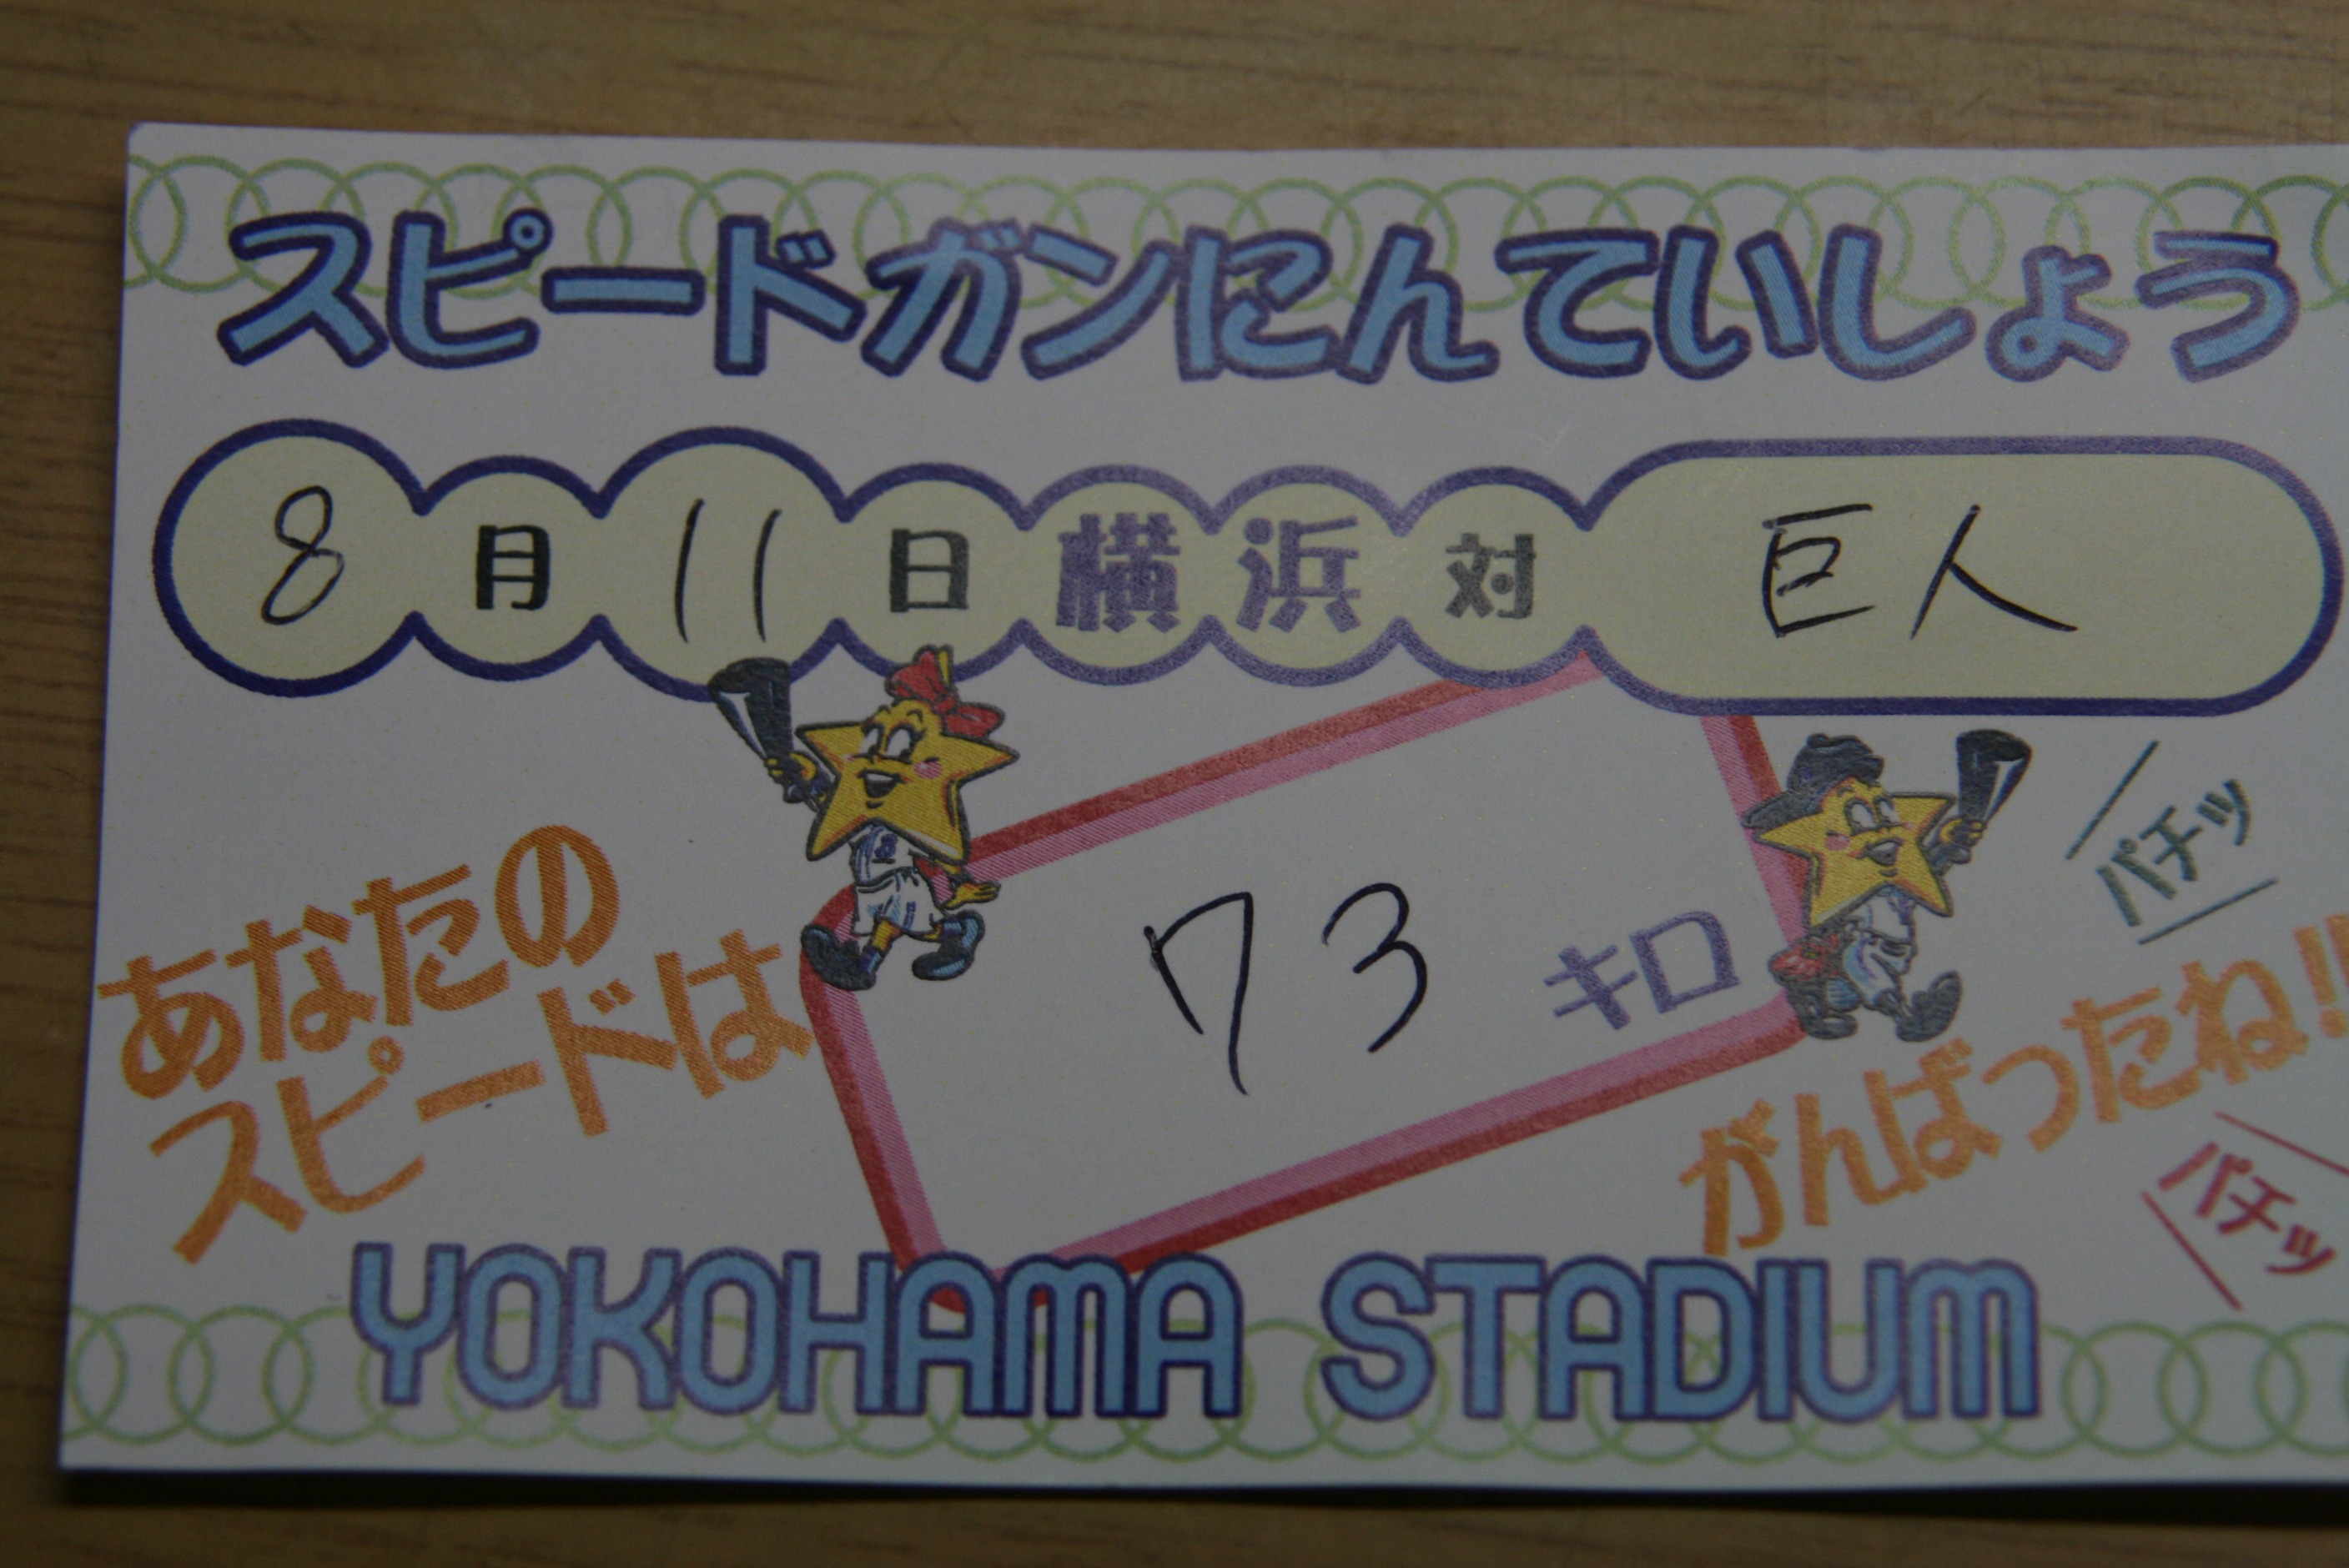 スピードガンにんていしょう
8月11日横浜対 巨人
あなたの
スピードは
73キロ
パチッ
がんばったね!!
パチッ
YOKOHAMA STADIUM